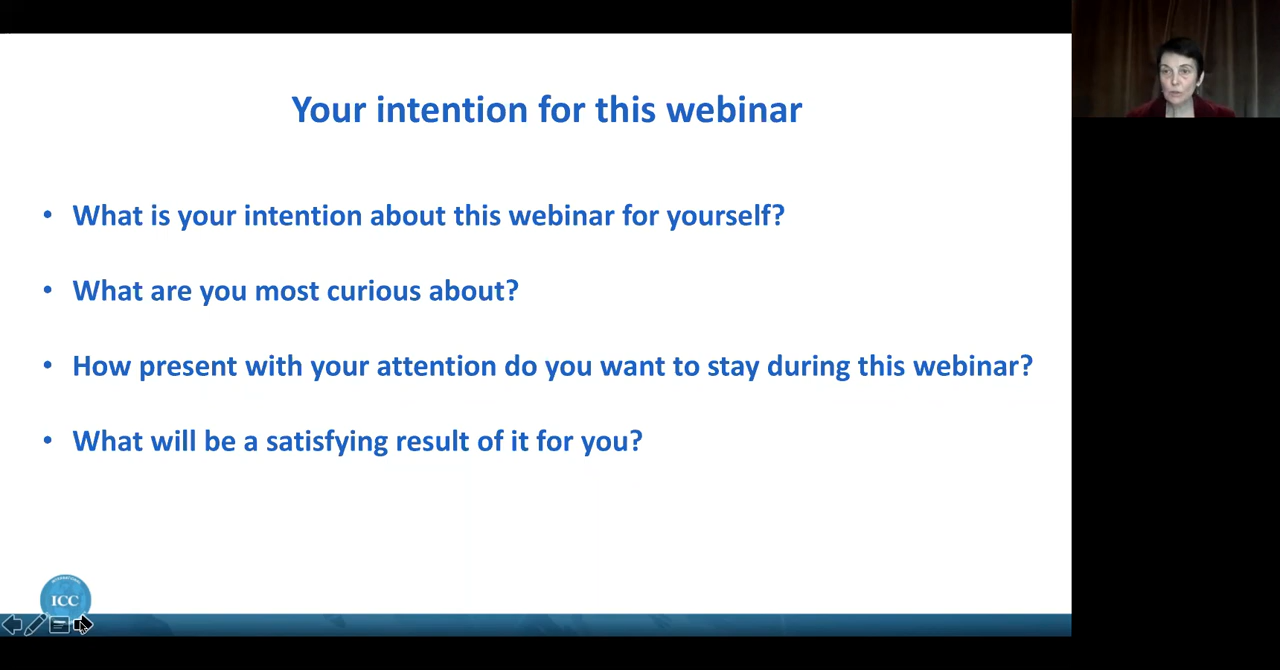 Your intention for this webinar
• What is your intention about this webinar for yourself?
• What are you most curious about?
• How present with your attention do you want to stay during this webinar?
• What will be a satisfying result of it for you?
INTERNATIONAL
ICC